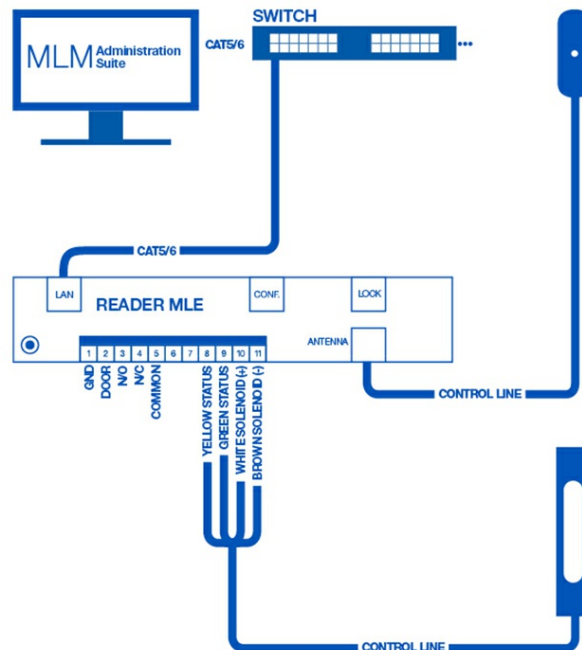 SWITCH
MLM Administration
Suite
CAT5/6
CAT5/6
LAN
READER MLE
CONF.
LOOK
ANTENNA
1 2 3 4 5 6 7 8 9 10 11
GND
DOOR
N/O
N/C
COMMON
YELLOW STATUS
GREEN STATUS
WHITE SOLENOID (+)
BROWN SOLENOID (-)
CONTROL LINE
CONTROL LINE